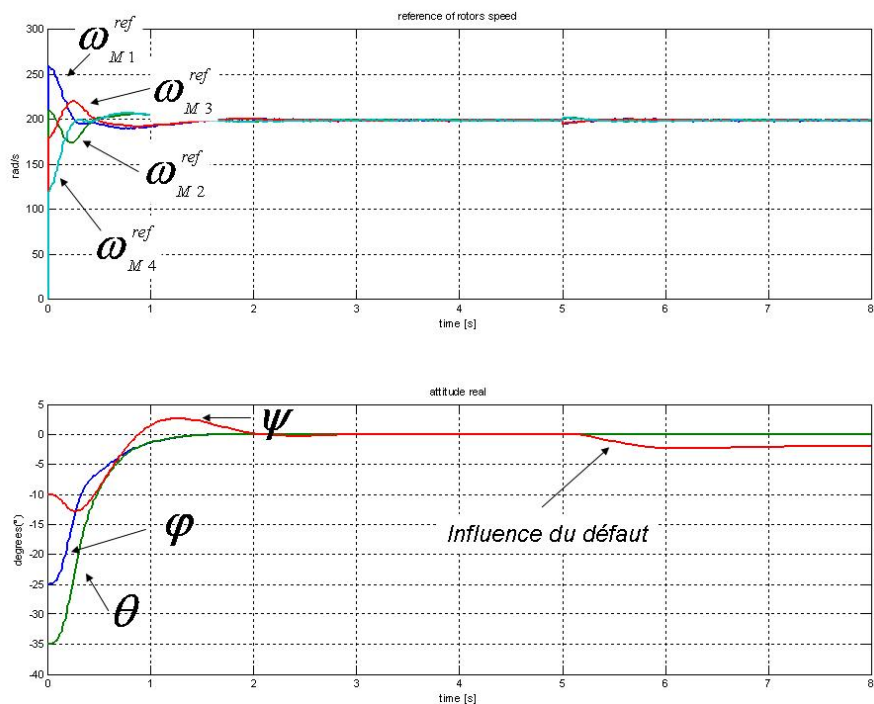 reference of rotors speed
300
250
200
150
100
50
0
rad/s
ω M 1 ref
ω M 3 ref
ω M 2 ref
ω M 4 ref
0 1 2 3 4 5 6 7 8
time [s]
attitude real
5
0
-5
-10
-15
-20
-25
-30
-35
-40
degrees(°)
ψ
φ
θ
Influence du défaut
0 1 2 3 4 5 6 7 8
time [s]